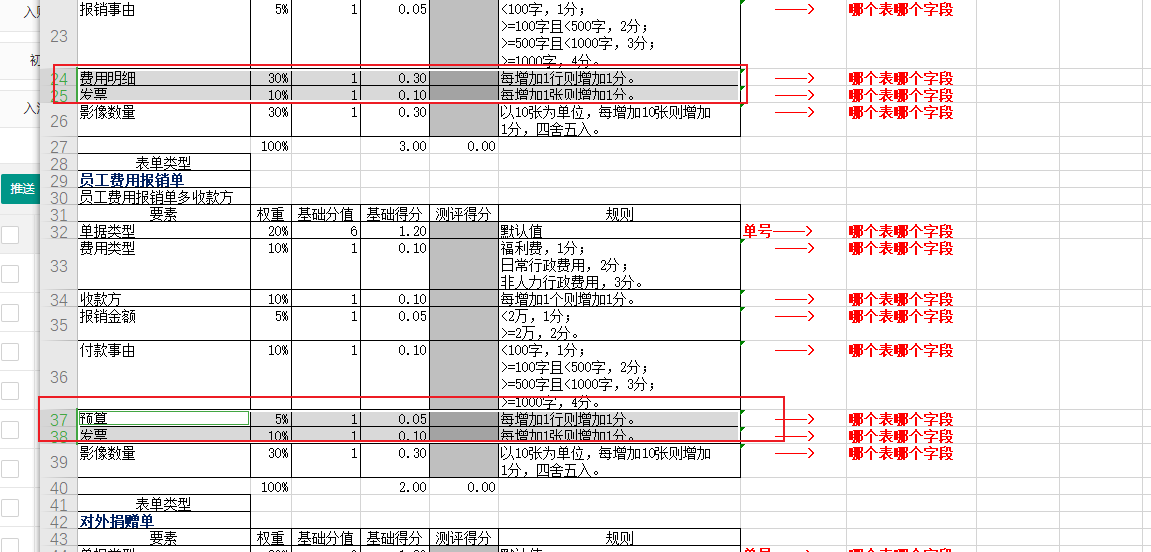 入
报销事由 5% 1 0.05 <100字，1分； ——> 哪个表哪个字段
>=100字且<500字，2分；
23 >=500字且<1000字，3分；
初 >=1000字，4分。
24 费用明细 30% 1 0.30 每增加1行则增加1分。 ——> 哪个表哪个字段
25 发票 10% 1 0.10 每增加1张则增加1分。 ——> 哪个表哪个字段
入 26 影像数量 30% 1 0.30 以10张为单位，每增加10张则增加 ——> 哪个表哪个字段
1分，四舍五入。
27 100% 3.00 0.00
28 表单类型
推送 29 员工费用报销单
30 员工费用报销单多收款方
31 要素 权重 基础分值 基础得分 测评得分 规则
32 单据类型 20% 6 1.20 默认值 单号——> 哪个表哪个字段
费用类型 10% 1 0.10 福利费，1分； ——> 哪个表哪个字段
33 日常行政费用，2分；
非人力行政费用，3分。
34 收款方 10% 1 0.10 每增加1个则增加1分。 ——> 哪个表哪个字段
35 报销金额 5% 1 0.05 <2万，1分； ——> 哪个表哪个字段
>=2万，2分。
付款事由 10% 1 0.10 <100字，1分； ——> 哪个表哪个字段
>=100字且<500字，2分；
36 >=500字且<1000字，3分；
>=1000字，4分。
37 预算 5% 1 0.05 每增加1行则增加1分。 ——> 哪个表哪个字段
38 发票 10% 1 0.10 每增加1张则增加1分。 ——> 哪个表哪个字段
39 影像数量 30% 1 0.30 以10张为单位，每增加10张则增加 ——> 哪个表哪个字段
1分，四舍五入。
40 100% 2.00 0.00
41 表单类型
42 对外捐赠单
43 要素 权重 基础分值 基础得分 测评得分 规则